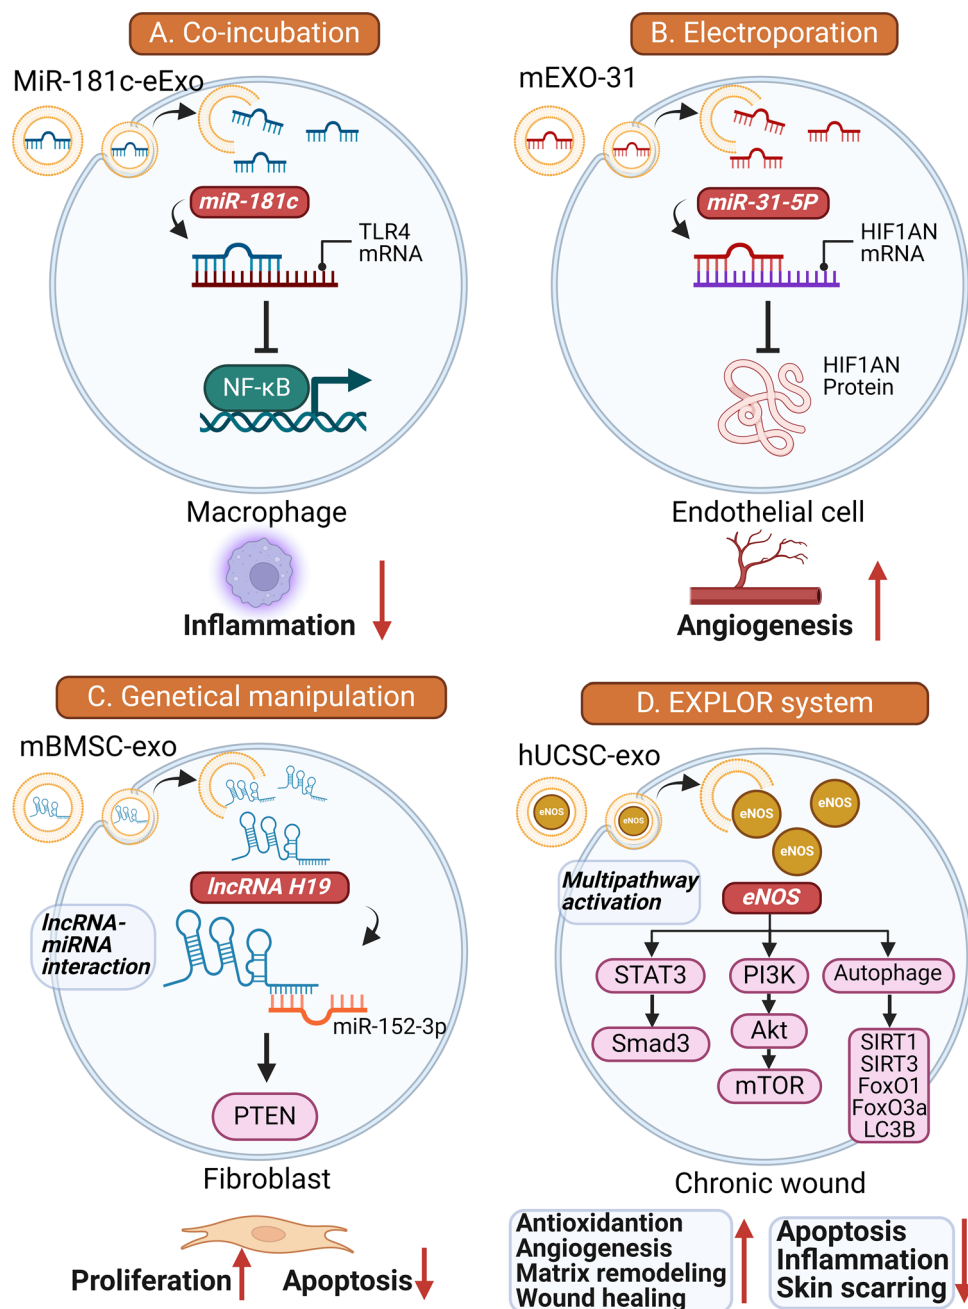 A. Co-incubation
MiR-181c-eExo
miR-181c
TLR4
mRNA
NF-κB
Macrophage
Inflammation
B. Electroporation
mEXO-31
miR-31-5P
HIF1AN
mRNA
HIF1AN
Protein
Endothelial cell
Angiogenesis
C. Genetical manipulation
mBMSC-exo
lncRNA H19
lncRNA-
miRNA
interaction
miR-152-3p
PTEN
Fibroblast
Proliferation
Apoptosis
D. EXPLOR system
hUCSC-exo
eNOS
eNOS
eNOS
eNOS
eNOS
Multipathway
activation
eNOS
STAT3
PI3K
Autophage
Smad3
Akt
mTOR
SIRT1
SIRT3
FoxO1
FoxO3a
LC3B
Chronic wound
Antioxidantion
Angiogenesis
Matrix remodeling
Wound healing
Apoptosis
Inflammation
Skin scarring